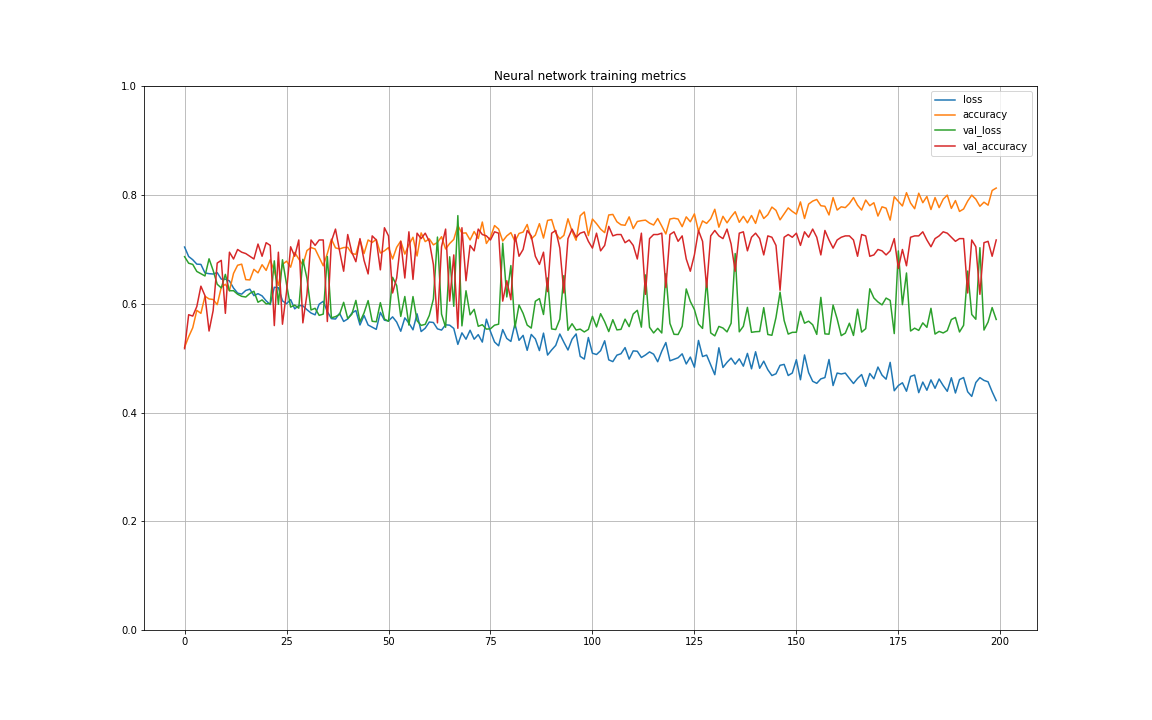 Neural network training metrics
1.0
0.8
0.6
0.4
0.2
0.0
0 25 50 75 100 125 150 175 200
loss
accuracy
val_loss
val_accuracy